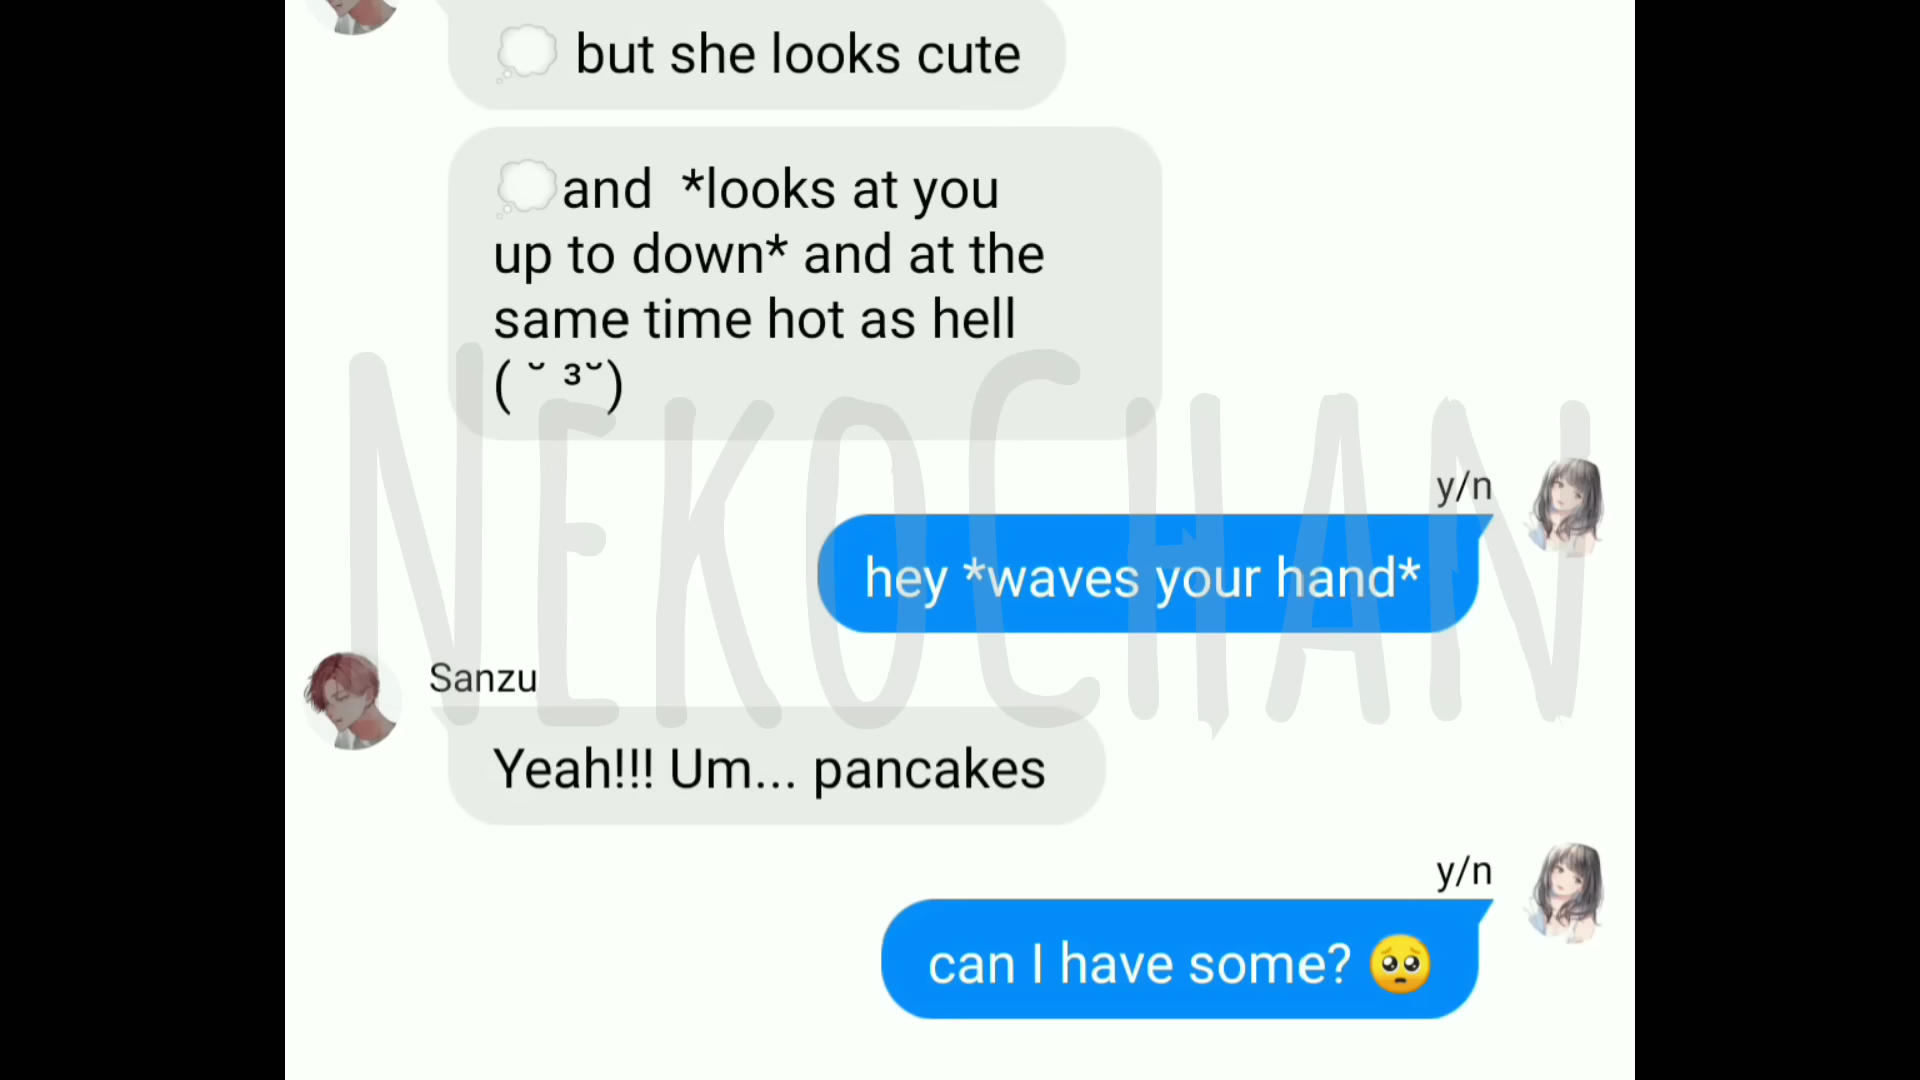 💭 but she looks cute
💭and *looks at you
up to down* and at the
same time hot as hell
( ˘ ³˘)
y/n
hey *waves your hand*
Sanzu
Yeah!!! Um... pancakes
y/n
can I have some? 🥺
NEKOCHAN